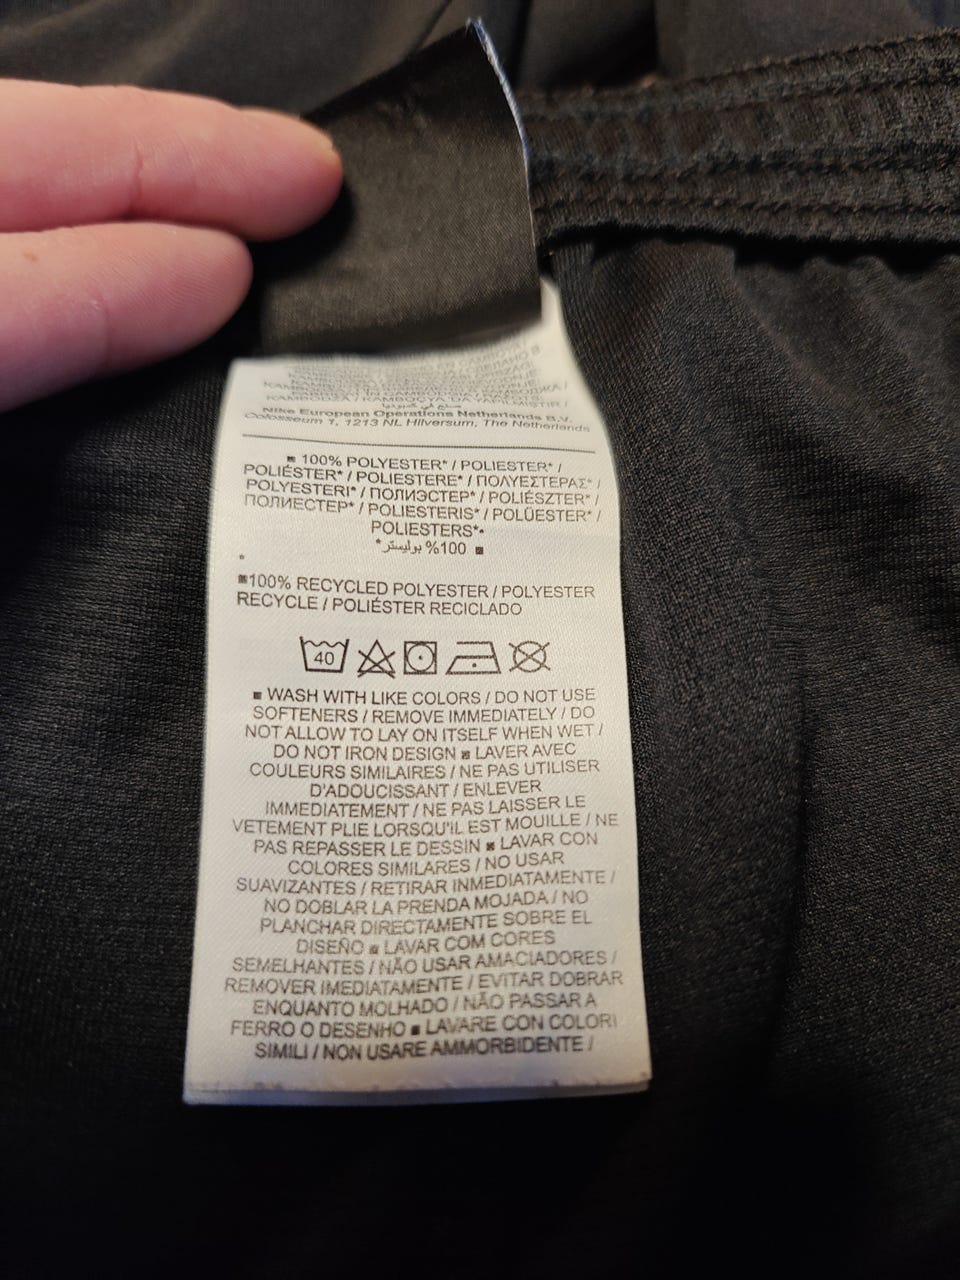 KAMBODŽA /
Nike European Operations Netherlands B.V.
Colosseum 1, 1213 NL Hilversum, The Netherlands
100% POLYESTER* / POLIESTER* /
POLIÉSTER* / POLIESTERE* / ΠΟΛΥΕΣΤΕΡΑΣ* /
POLYESTERI* / ПОЛИЭСТЕР* / POLIÉSZTER* /
ПОЛИЕСТЕР* / POLIESTERIS* / POLÜESTER* /
POLIESTERS*
100% بوليستر*
*
100% RECYCLED POLYESTER / POLYESTER
RECYCLE / POLIÉSTER RECICLADO
40
WASH WITH LIKE COLORS / DO NOT USE
SOFTENERS / REMOVE IMMEDIATELY / DO
NOT ALLOW TO LAY ON ITSELF WHEN WET /
DO NOT IRON DESIGN LAVER AVEC
COULEURS SIMILAIRES / NE PAS UTILISER
D'ADOUCISSANT / ENLEVER
IMMEDIATEMENT / NE PAS LAISSER LE
VETEMENT PLIE LORSQU'IL EST MOUILLE / NE
PAS REPASSER LE DESSIN LAVAR CON
COLORES SIMILARES / NO USAR
SUAVIZANTES / RETIRAR INMEDIATAMENTE /
NO DOBLAR LA PRENDA MOJADA / NO
PLANCHAR DIRECTAMENTE SOBRE EL
DISEÑO LAVAR COM CORES
SEMELHANTES / NÃO USAR AMACIADORES /
REMOVER IMEDIATAMENTE / EVITAR DOBRAR
ENQUANTO MOLHADO / NÃO PASSAR A
FERRO O DESENHO LAVARE CON COLORI
SIMILI / NON USARE AMMORBIDENTE /